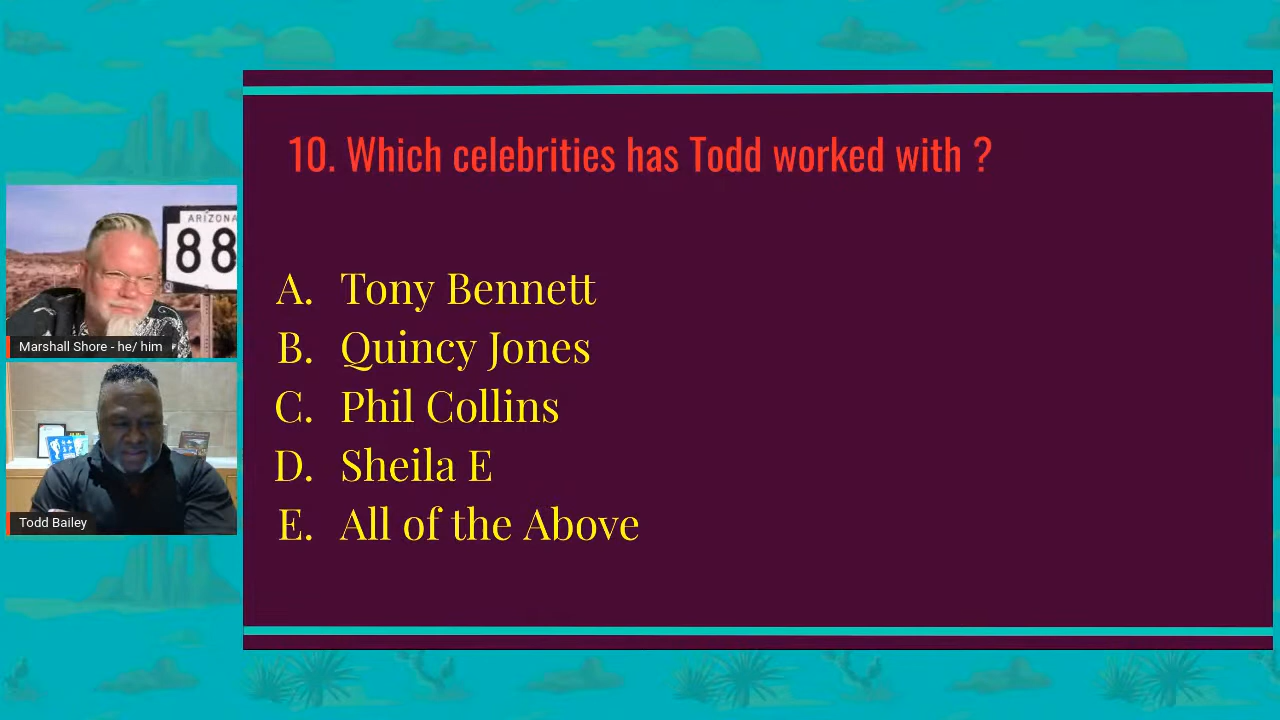 10. Which celebrities has Todd worked with ?
A. Tony Bennett
B. Quincy Jones
C. Phil Collins
D. Sheila E
E. All of the Above
ARIZONA
88
Marshall Shore - he/ him
Todd Bailey